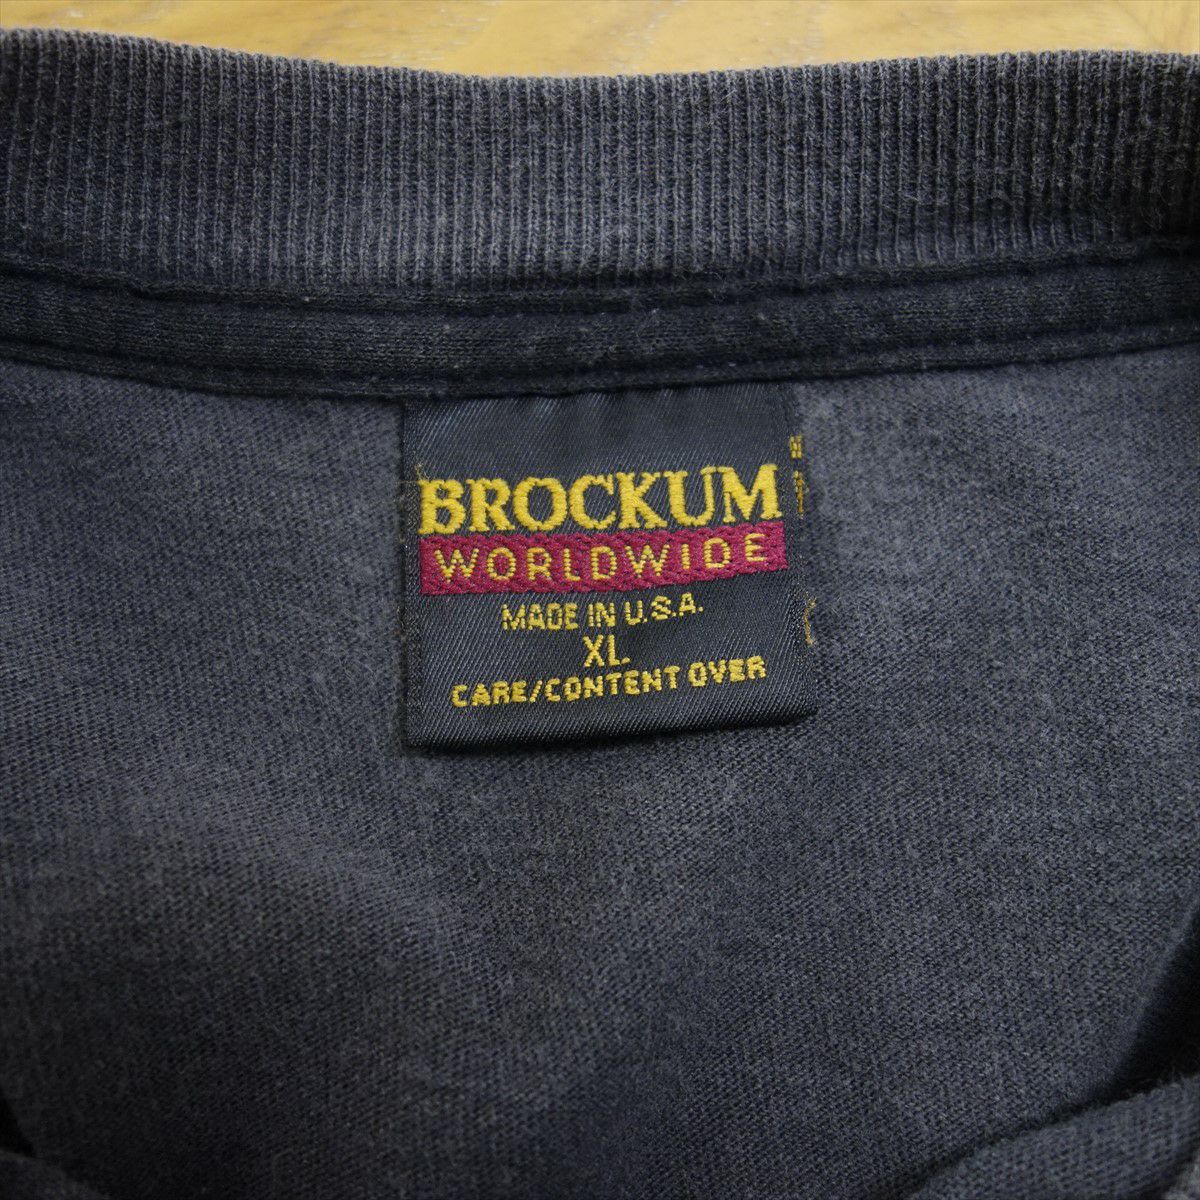 BROCKUM
WORLDWIDE
MADE IN U.S.A.
XL.
CARE/CONTENT OVER